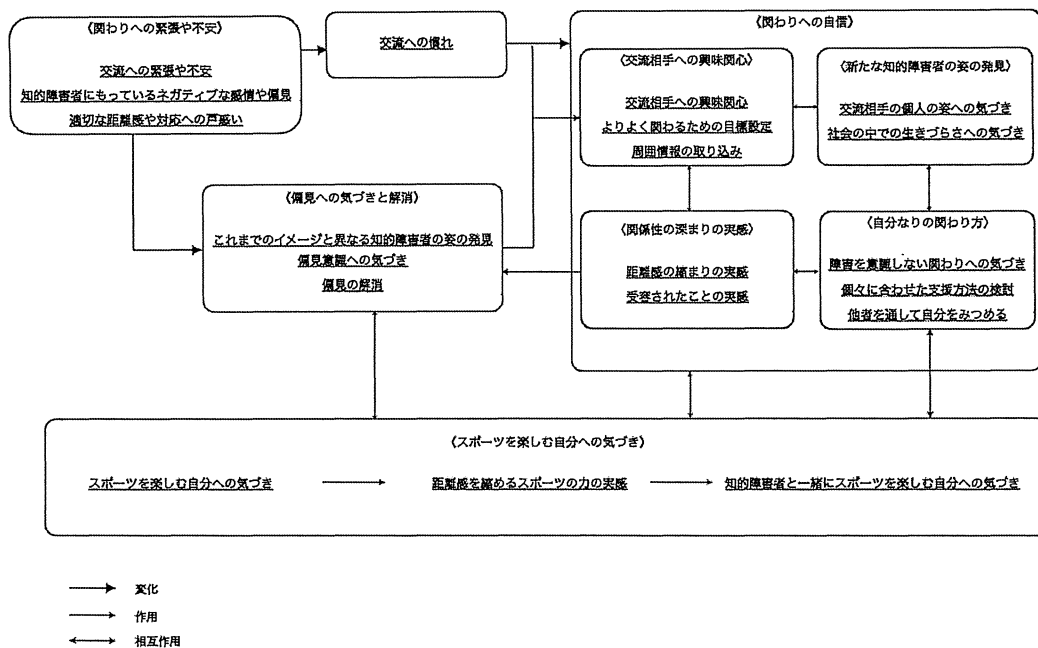 〈関わりへの緊張や不安〉
交流への緊張や不安
知的障害者にもっているネガティブな感情や偏見
適切な距離感や対応への戸惑い
交流への慣れ
〈偏見への気づきと解消〉
これまでのイメージと異なる知的障害者の姿の発見
偏見意識への気づき
偏見の解消
〈関わりへの自信〉
〈交流相手への興味関心〉
交流相手への興味関心
よりよく関わるための目標設定
周囲情報の取り込み
〈新たな知的障害者の姿の発見〉
交流相手の個人の姿への気づき
社会の中での生きづらさへの気づき
〈関係性の深まりの実感〉
距離感の縮まりの実感
受容されたことの実感
〈自分なりの関わり方〉
障害を意識しない関わりへの気づき
個々に合わせた支援方法の検討
他者を通して自分をみつめる
〈スポーツを楽しむ自分への気づき〉
スポーツを楽しむ自分への気づき
距離感を縮めるスポーツの力の実感
知的障害者と一緒にスポーツを楽しむ自分への気づき
変化
作用
相互作用